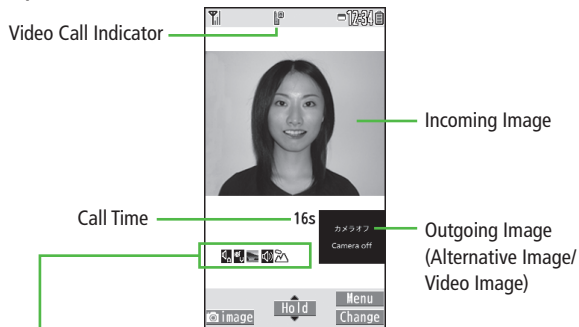 12:34
Video Call Indicator
Incoming Image
Call Time
16s
カメラオフ
Camera off
Outgoing Image
(Alternative Image/
Video Image)
Hold
Menu
image
Change